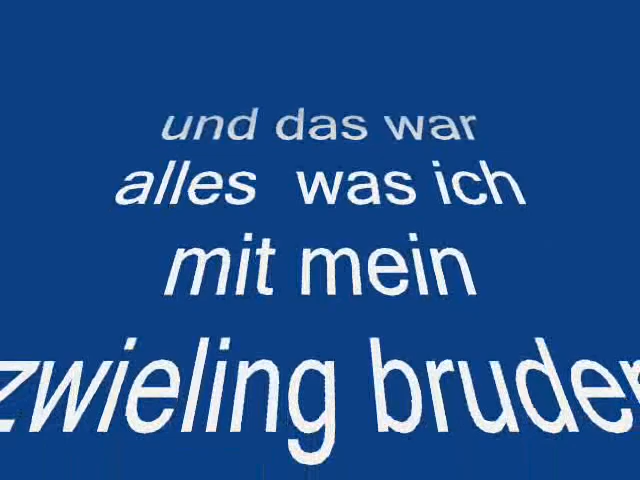 und das war
alles was ich
mit mein
zwieling bruder